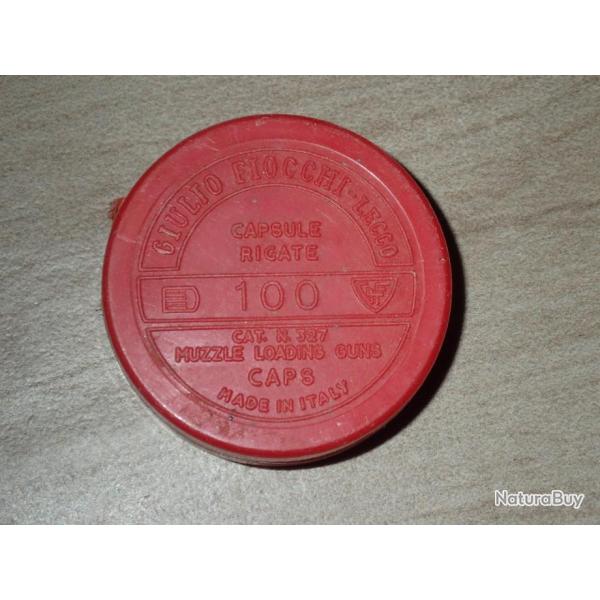 GIULIO FIOCCHI-LECCO
CAPSULE
RIGATE
100
CAT. N. 327
MUZZLE LOADING GUNS
CAPS
MADE IN ITALY
NaturaBuy